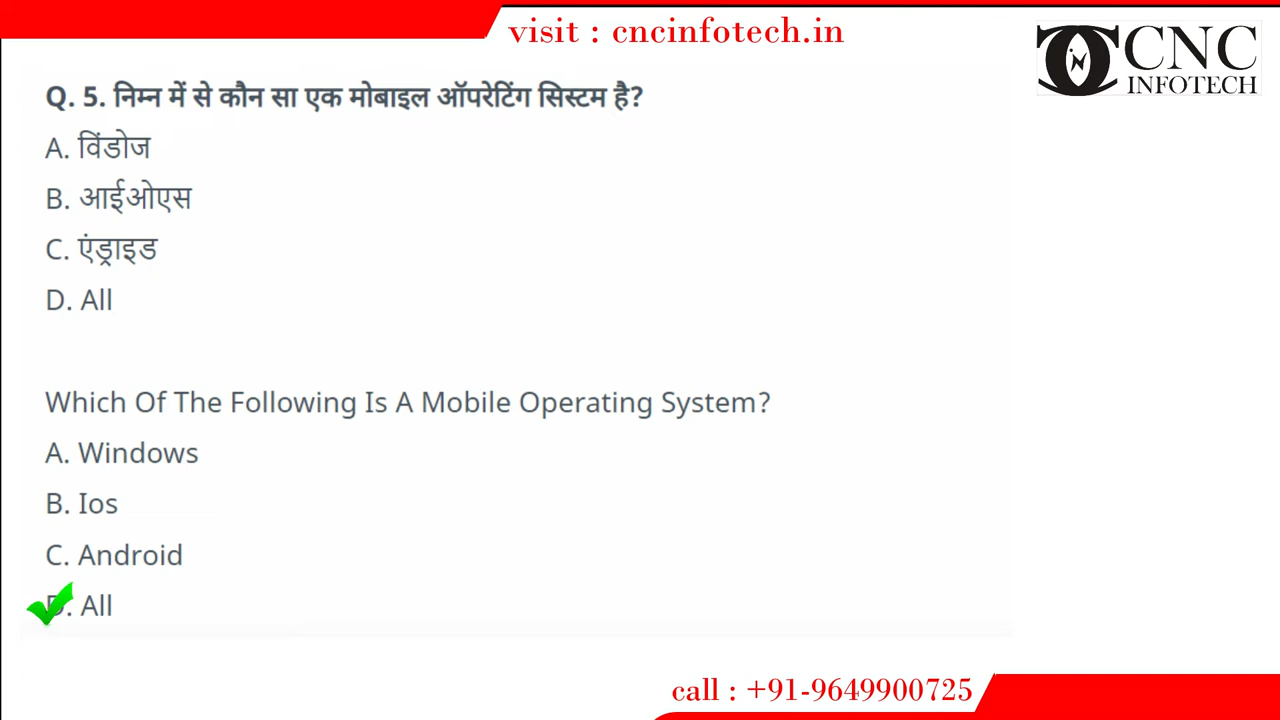 visit : cncinfotech.in
CNC
INFOTECH
Q. 5. निम्न में से कौन सा एक मोबाइल ऑपरेटिंग सिस्टम है?
A. विंडोज
B. आईओएस
C. एंड्राइड
D. All
Which Of The Following Is A Mobile Operating System?
A. Windows
B. Ios
C. Android
D. All
call : +91-9649900725